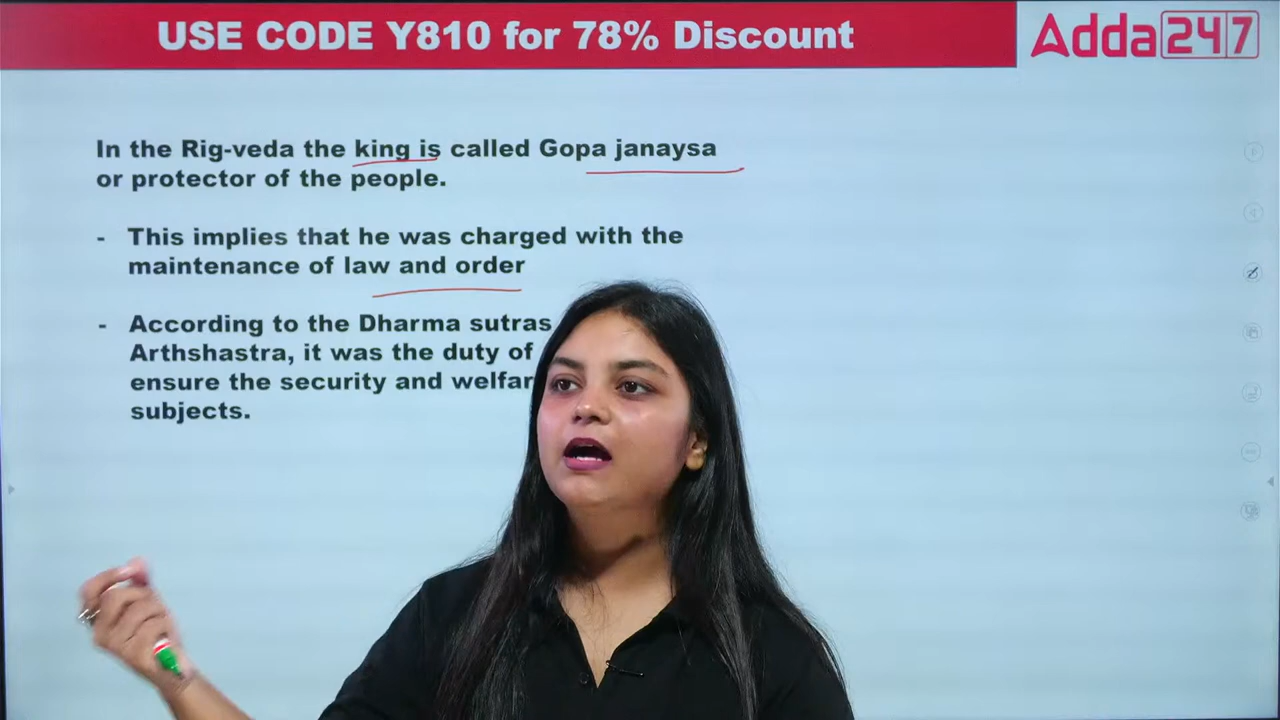 USE CODE Y810 for 78% Discount
Adda247
In the Rig-veda the king is called Gopa janaysa
or protector of the people.
- This implies that he was charged with the
maintenance of law and order
- According to the Dharma sutras
Arthshastra, it was the duty of
ensure the security and welfar
subjects.